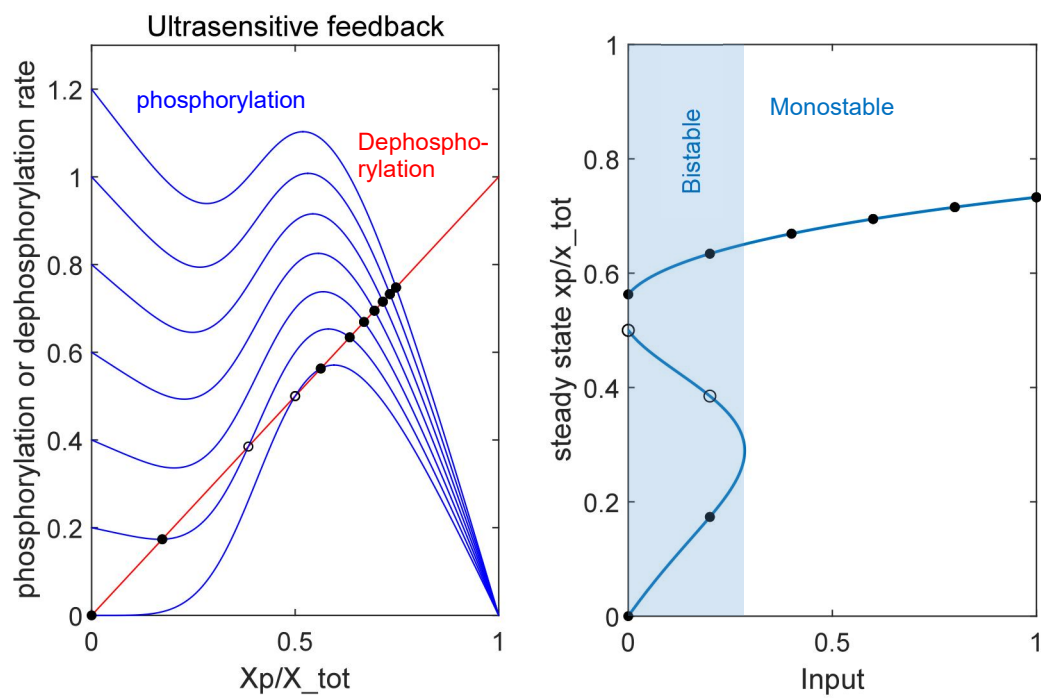 Ultrasensitive feedback
phosphorylation or dephosphorylation rate
1.2
1
0.8
0.6
0.4
0.2
0
phosphorylation
Dephospho-
rylation
0
0.5
1
Xp/X_tot
steady state xp/x_tot
1
0.8
0.6
0.4
0.2
0
Bistable
Monostable
0
0.5
1
Input